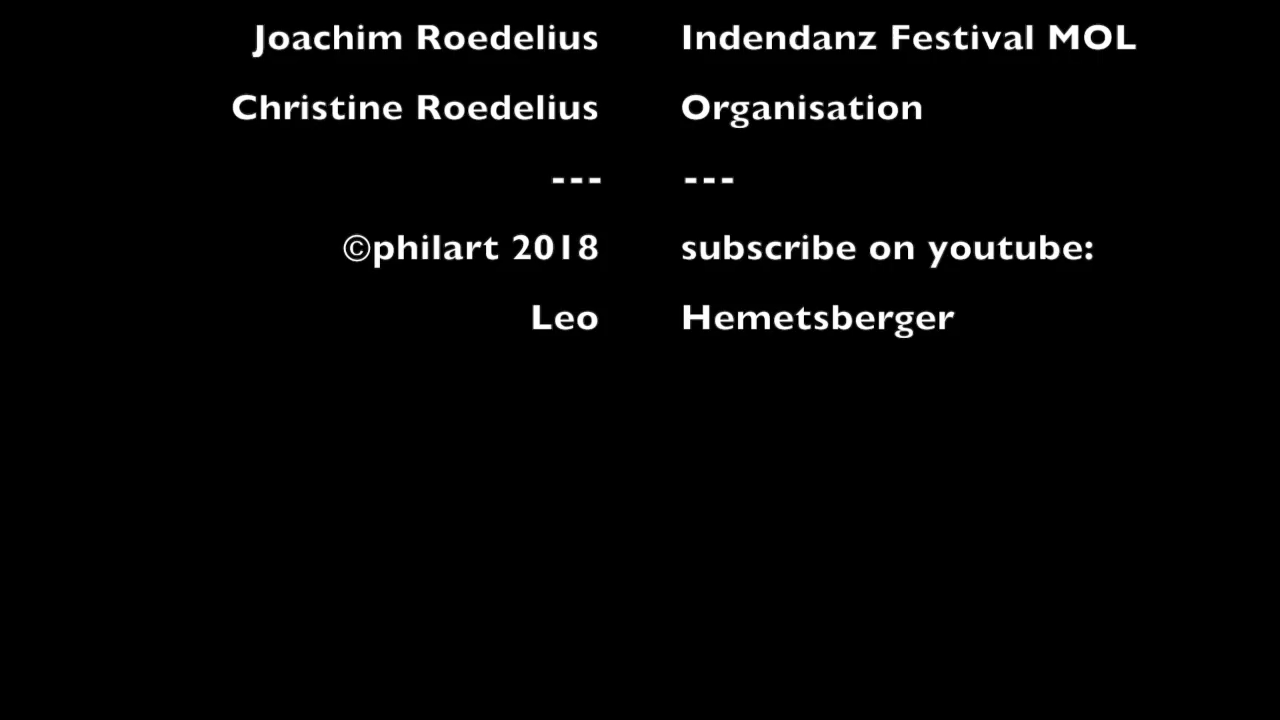 Joachim Roedelius Indendanz Festival MOL
Christine Roedelius Organisation
--- ---
©philart 2018 subscribe on youtube:
Leo Hemetsberger